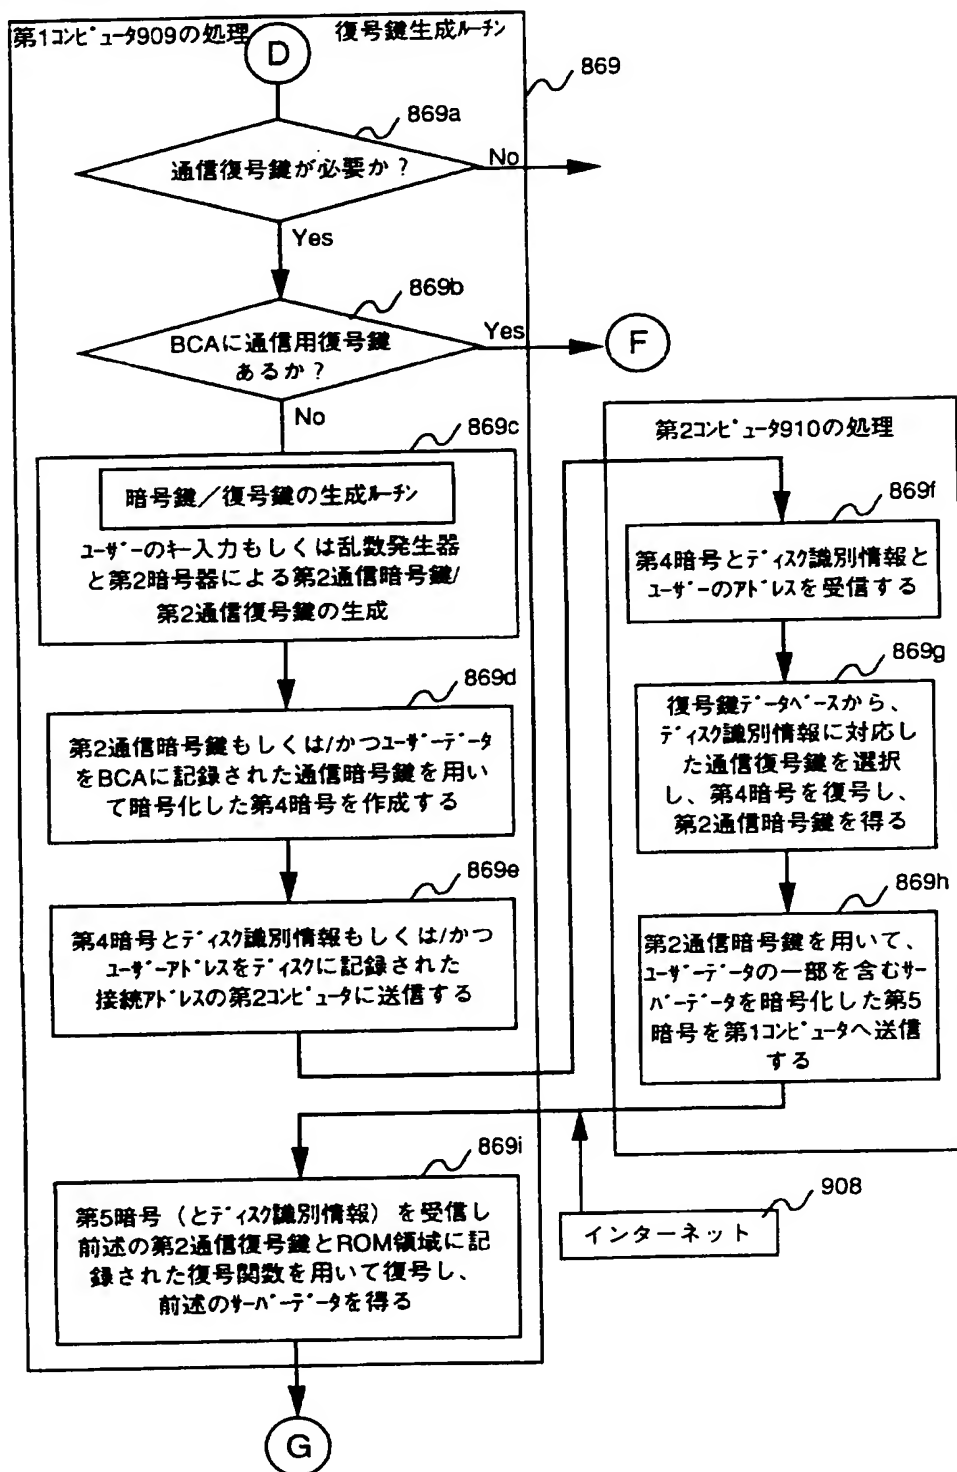 第1コンピュータ909の処理
復号鍵生成ルーチン
D
869
869a
通信復号鍵が必要か?
No
Yes
869b
BCAに通信用復号鍵
あるか?
Yes
F
No
869c
暗号鍵/復号鍵の生成ルーチン
ユーザーのキー入力もしくは乱数発生器
と第2暗号器による第2通信暗号鍵/
第2通信復号鍵の生成
869d
第2通信暗号鍵もしくは/かつユーザーデータ
をBCAに記録された通信暗号鍵を用い
て暗号化した第4暗号を作成する
869e
第4暗号とディスク識別情報もしくは/かつ
ユーザーアドレスをディスクに記録された
接続アドレスの第2コンピュータに送信する
第2コンピュータ910の処理
869f
第4暗号とディスク識別情報と
ユーザーのアドレスを受信する
869g
復号鍵データベースから、
ディスク識別情報に対応し
た通信復号鍵を選択
し、第4暗号を復号し、
第2通信暗号鍵を得る
869h
第2通信暗号鍵を用いて、
ユーザーデータの一部を含むサー
バーデータを暗号化した第5
暗号を第1コンピュータへ送信
する
908
インターネット
869i
第5暗号(とディスク識別情報)を受信し
前述の第2通信復号鍵とROM領域に記
録された復号関数を用いて復号し、
前述のサーバーデータを得る
G